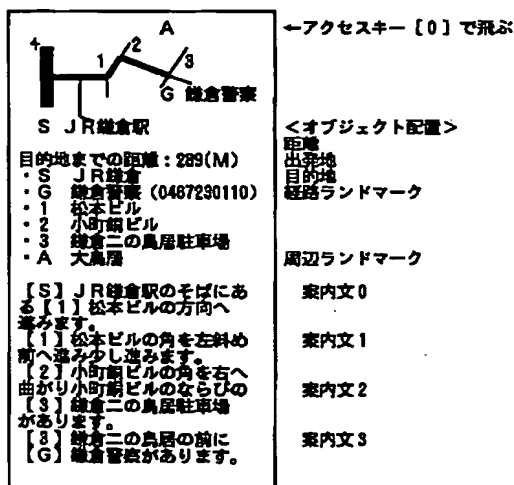 A
←アクセスキー［0］で飛ぶ
4
2
1
3
G 鎌倉警察
S JR鎌倉駅
＜オブジェクト配置＞
目的地までの距離：289(M)
距離
・S JR鎌倉
出発地
・G 鎌倉警察（0467230110）
目的地
・1 松本ビル
経路ランドマーク
・2 小町銅ビル
・3 鎌倉二の鳥居駐車場
・A 大鳥居
周辺ランドマーク
【S】JR鎌倉駅のそばにあ
案内文0
る【1】松本ビルの方向へ
進みます。
【1】松本ビルの角を左斜め
案内文1
前へ進み少し進みます。
【2】小町銅ビルの角を右へ
曲がり小町銅ビルのならびの
案内文2
【3】鎌倉二の鳥居駐車場
があります。
【3】鎌倉二の鳥居の前に
案内文3
【G】鎌倉警察があります。